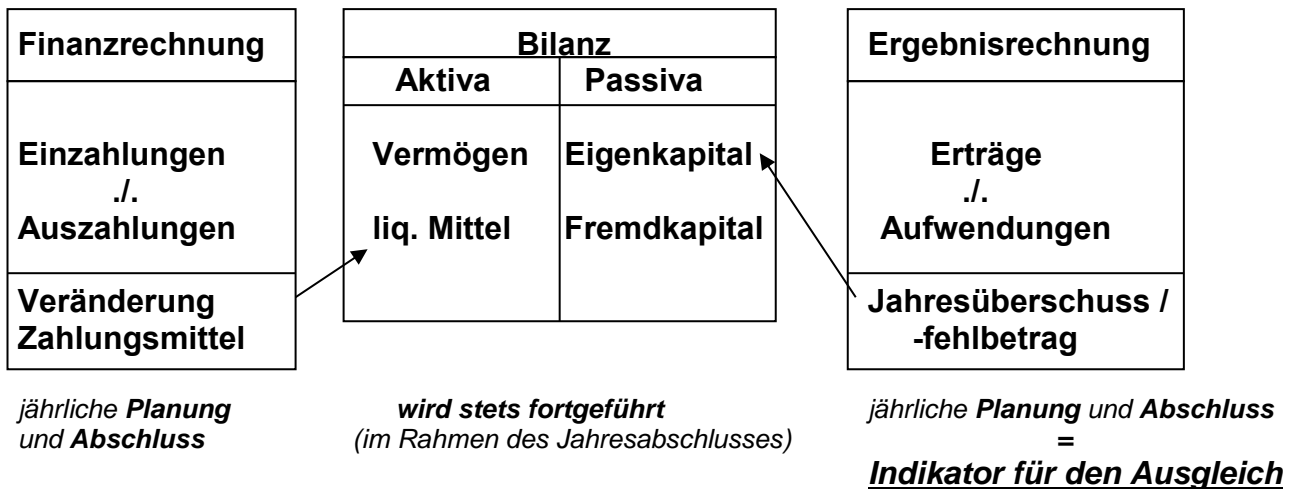 Finanzrechnung
Einzahlungen
./.
Auszahlungen
Veränderung
Zahlungsmittel
jährliche Planung
und Abschluss
Bilanz
Aktiva Passiva
Vermögen Eigenkapital
liq. Mittel Fremdkapital
wird stets fortgeführt
(im Rahmen des Jahresabschlusses)
Ergebnisrechnung
Erträge
./.
Aufwendungen
Jahresüberschuss /
-fehlbetrag
jährliche Planung und Abschluss
=
Indikator für den Ausgleich